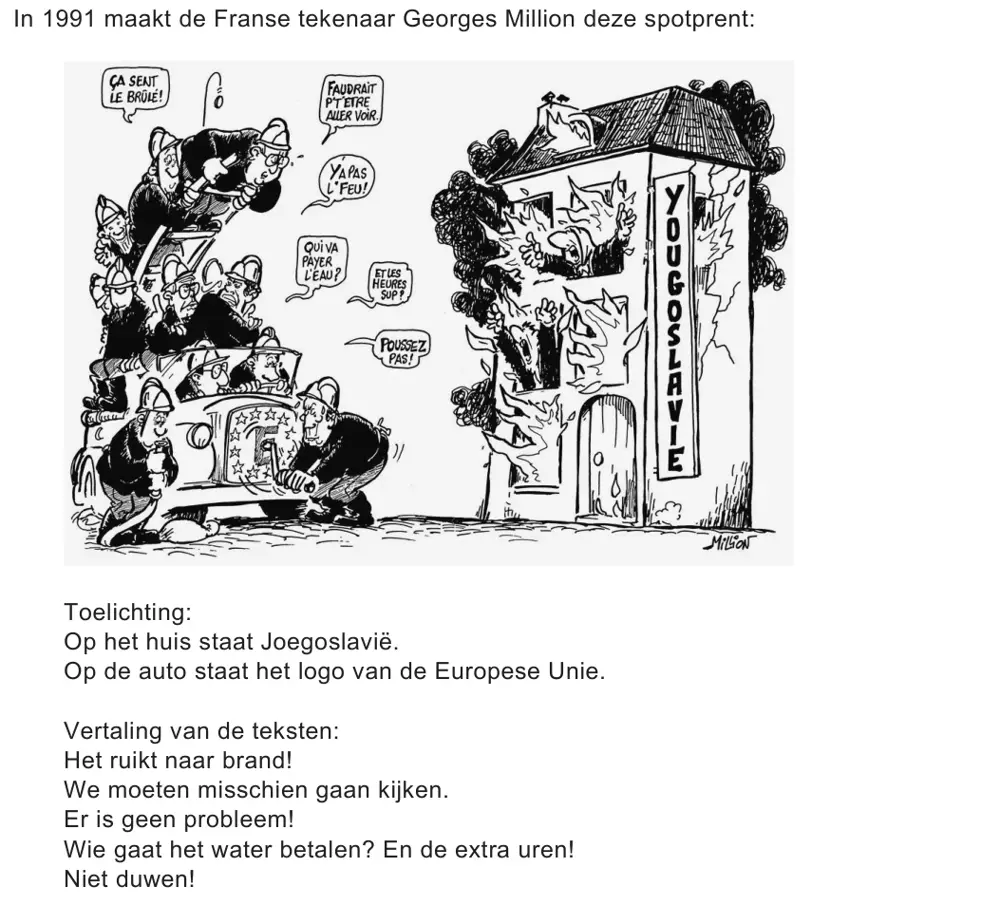 In 1991 maakt de Franse tekenaar Georges Million deze spotprent:
ÇA SENT
LE BRÛLÉ!
FAUDRAIT
P'T'ETRE
ALLER VOIR.
Y'A PAS
L'FEU!
QUI VA
PAYER
L'EAU?
ET LES
HEURES
SUP?
POUSSEZ
PAS!
YOUGOSLAVIE
E
MiLLiON
Toelichting:
Op het huis staat Joegoslavië.
Op de auto staat het logo van de Europese Unie.
Vertaling van de teksten:
Het ruikt naar brand!
We moeten misschien gaan kijken.
Er is geen probleem!
Wie gaat het water betalen? En de extra uren!
Niet duwen!